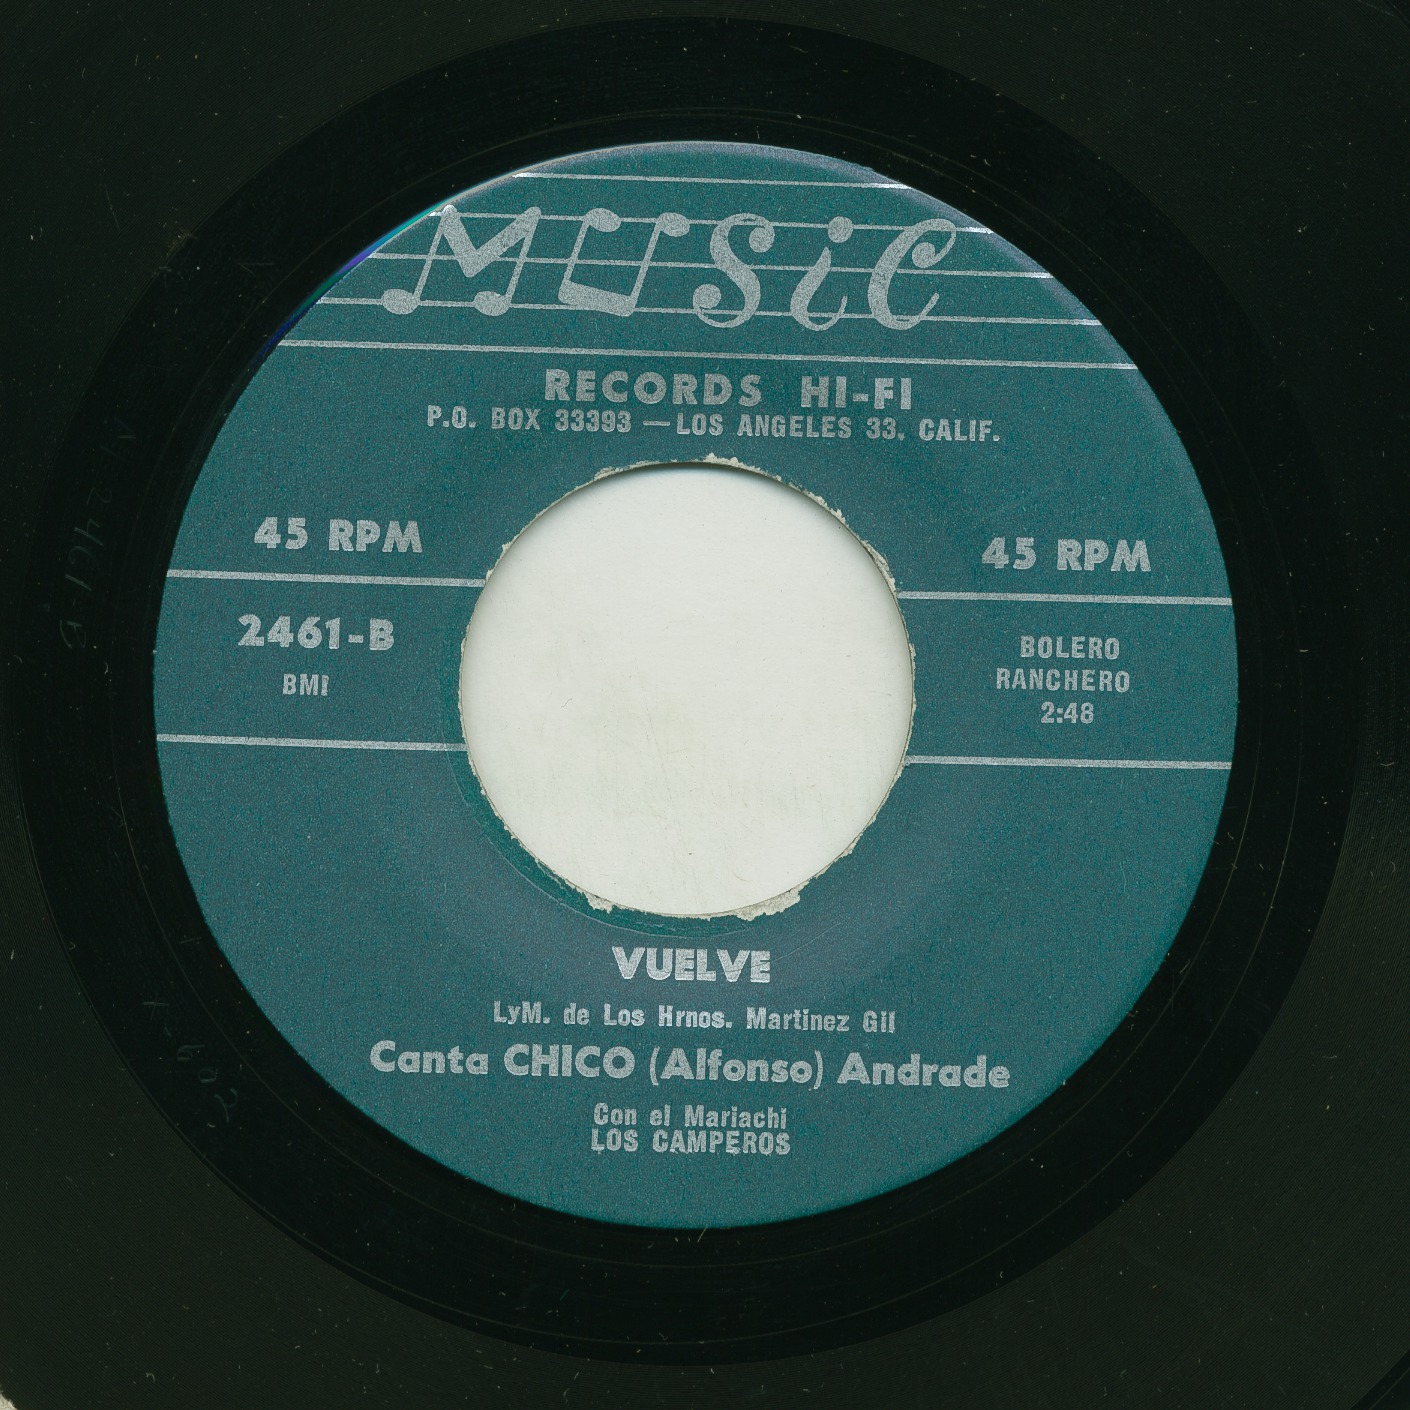 MUSiC
RECORDS HI-FI
P.O. BOX 33393 — LOS ANGELES 33. CALIF.
45 RPM
45 RPM
2461-B
BMI
BOLERO
RANCHERO
2:48
VUELVE
LyM. de Los Hrnos. Martinez Gil
Canta CHICO (Alfonso) Andrade
Con el Mariachi
LOS CAMPEROS